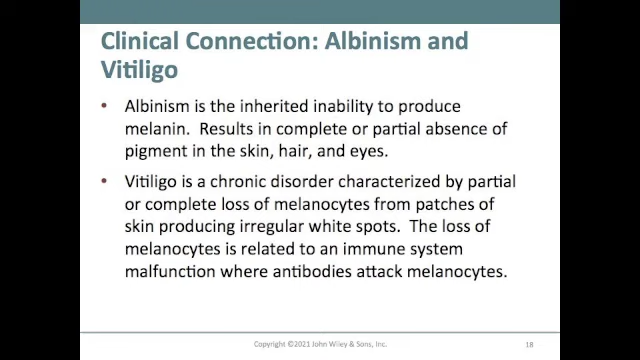 Clinical Connection: Albinism and
Vitiligo
• Albinism is the inherited inability to produce
melanin.  Results in complete or partial absence of
pigment in the skin, hair, and eyes.
• Vitiligo is a chronic disorder characterized by partial
or complete loss of melanocytes from patches of
skin producing irregular white spots.  The loss of
melanocytes is related to an immune system
malfunction where antibodies attack melanocytes.
Copyright ©2021 John Wiley & Sons, Inc.
18